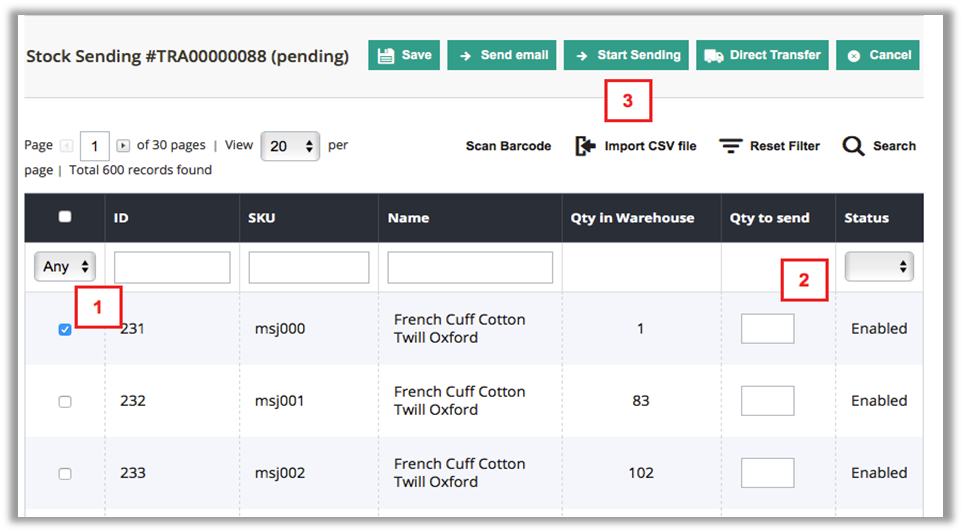 Stock Sending #TRA00000088 (pending) Save Send email Start Sending Direct Transfer Cancel
3
Page 1 of 30 pages | View 20 per
page | Total 600 records found
Scan Barcode Import CSV file Reset Filter Search
ID SKU Name Qty in Warehouse Qty to send Status
Any
1
2
231 msj000 French Cuff Cotton
Twill Oxford 1 Enabled
232 msj001 French Cuff Cotton
Twill Oxford 83 Enabled
233 msj002 French Cuff Cotton
Twill Oxford 102 Enabled